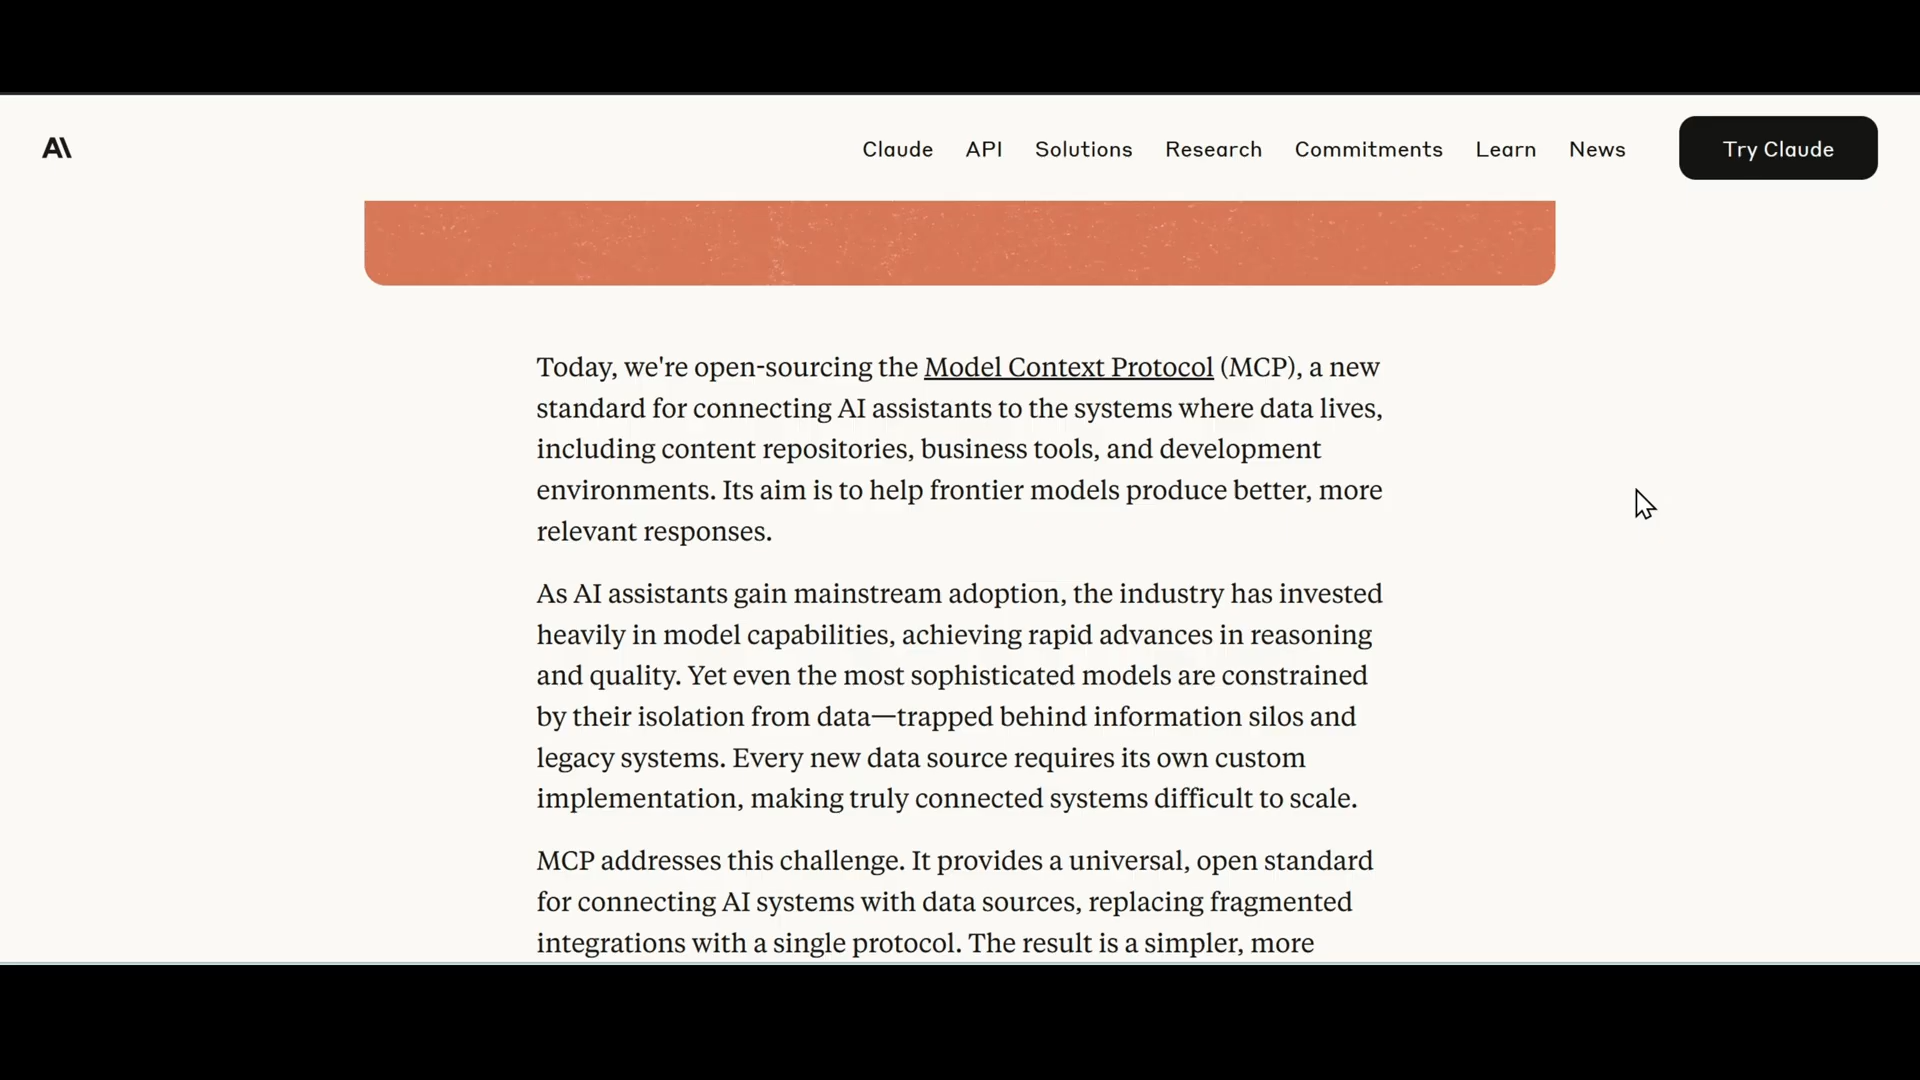 Claude API Solutions Research Commitments Learn News Try Claude
Today, we're open-sourcing the Model Context Protocol (MCP), a new
standard for connecting AI assistants to the systems where data lives,
including content repositories, business tools, and development
environments. Its aim is to help frontier models produce better, more
relevant responses.
As AI assistants gain mainstream adoption, the industry has invested
heavily in model capabilities, achieving rapid advances in reasoning
and quality. Yet even the most sophisticated models are constrained
by their isolation from data—trapped behind information silos and
legacy systems. Every new data source requires its own custom
implementation, making truly connected systems difficult to scale.
MCP addresses this challenge. It provides a universal, open standard
for connecting AI systems with data sources, replacing fragmented
integrations with a single protocol. The result is a simpler, more